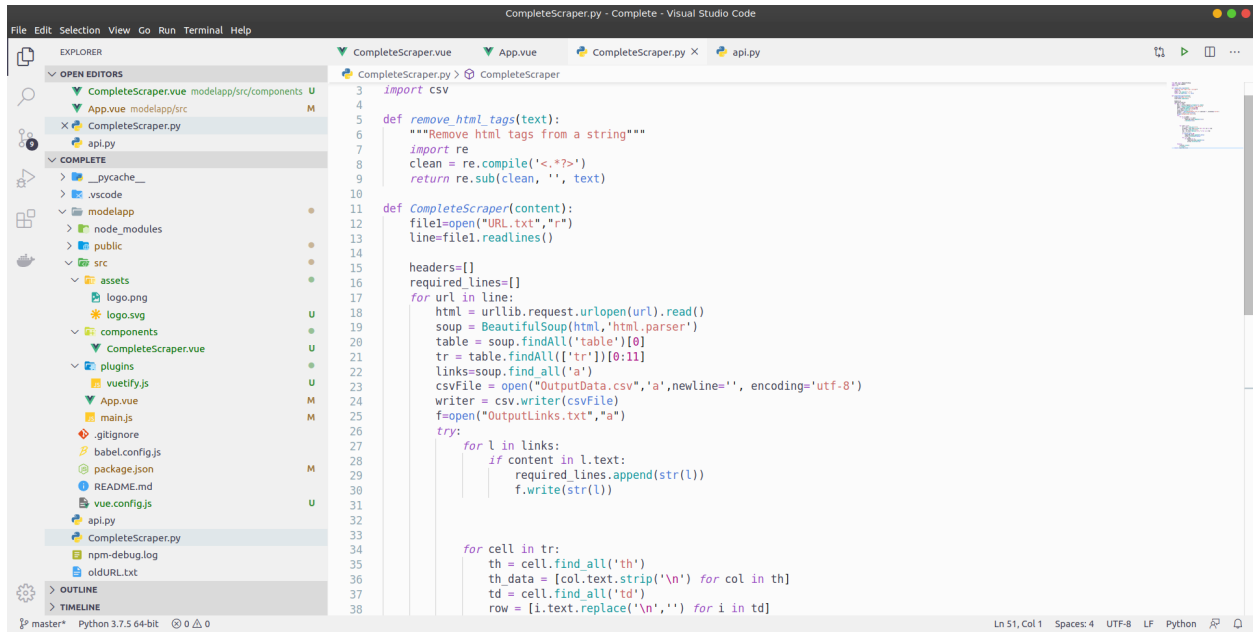 CompleteScraper.py - Complete - Visual Studio Code
File Edit Selection View Go Run Terminal Help
EXPLORER
OPEN EDITORS
CompleteScraper.vue modelapp/src/components U
App.vue modelapp/src M
CompleteScraper.py
api.py
COMPLETE
__pycache__
.vscode
modelapp
node_modules
public
src
assets
logo.png
logo.svg U
components
CompleteScraper.vue U
plugins
vuetify.js U
App.vue M
main.js M
.gitignore
babel.config.js
package.json M
README.md
vue.config.js U
api.py
CompleteScraper.py
npm-debug.log
oldURL.txt
OUTLINE
TIMELINE
9
CompleteScraper.vue App.vue CompleteScraper.py api.py
CompleteScraper.py > CompleteScraper
3 import csv
4
5 def remove_html_tags(text):
6     """Remove html tags from a string"""
7     import re
8     clean = re.compile('<.*?>')
9     return re.sub(clean, '', text)
10
11 def CompleteScraper(content):
12     file1=open("URL.txt","r")
13     line=file1.readlines()
14
15     headers=[]
16     required_lines=[]
17     for url in line:
18         html = urllib.request.urlopen(url).read()
19         soup = BeautifulSoup(html,'html.parser')
20         table = soup.findAll('table')[0]
21         tr = table.findAll(['tr'])[0:11]
22         links=soup.find_all('a')
23         csvFile = open("OutputData.csv",'a',newline='', encoding='utf-8')
24         writer = csv.writer(csvFile)
25         f=open("OutputLinks.txt","a")
26         try:
27             for l in links:
28                 if content in l.text:
29                     required_lines.append(str(l))
30                     f.write(str(l))
31
32
33
34             for cell in tr:
35                 th = cell.find_all('th')
36                 th_data = [col.text.strip('\n') for col in th]
37                 td = cell.find_all('td')
38                 row = [i.text.replace('\n','') for i in td]
master* Python 3.7.5 64-bit 0 0 Ln 51, Col 1 Spaces: 4 UTF-8 LF Python